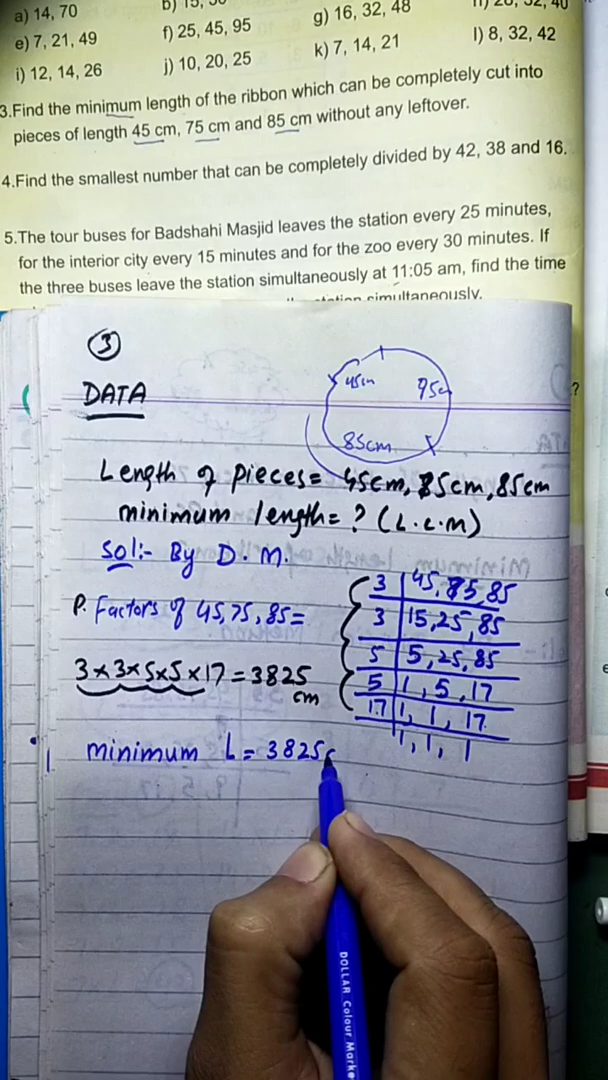 a) 14, 70
e) 7, 21, 49
f) 25, 45, 95
g) 16, 32, 48
i) 12, 14, 26
j) 10, 20, 25
k) 7, 14, 21
l) 8, 32, 42
3.Find the minimum length of the ribbon which can be completely cut into
pieces of length 45 cm, 75 cm and 85 cm without any leftover.
4.Find the smallest number that can be completely divided by 42, 38 and 16.
5.The tour buses for Badshahi Masjid leaves the station every 25 minutes,
for the interior city every 15 minutes and for the zoo every 30 minutes. If
the three buses leave the station simultaneously at 11:05 am, find the time
station simultaneously.
3
DATA
45cm
75c
85cm
Length of pieces= 45cm, 75cm, 85cm
minimum length= ? (L.C.M)
Sol:- By D. M.
P. Factors of 45, 75, 85=
3×3×5×5×17=3825
cm
3 45, 75, 85
3 15, 25, 85
5 5, 25, 85
5 1, 5, 17
17 1, 1, 17
1, 1, 1
minimum L= 3825c
DOLLAR Colour Marke